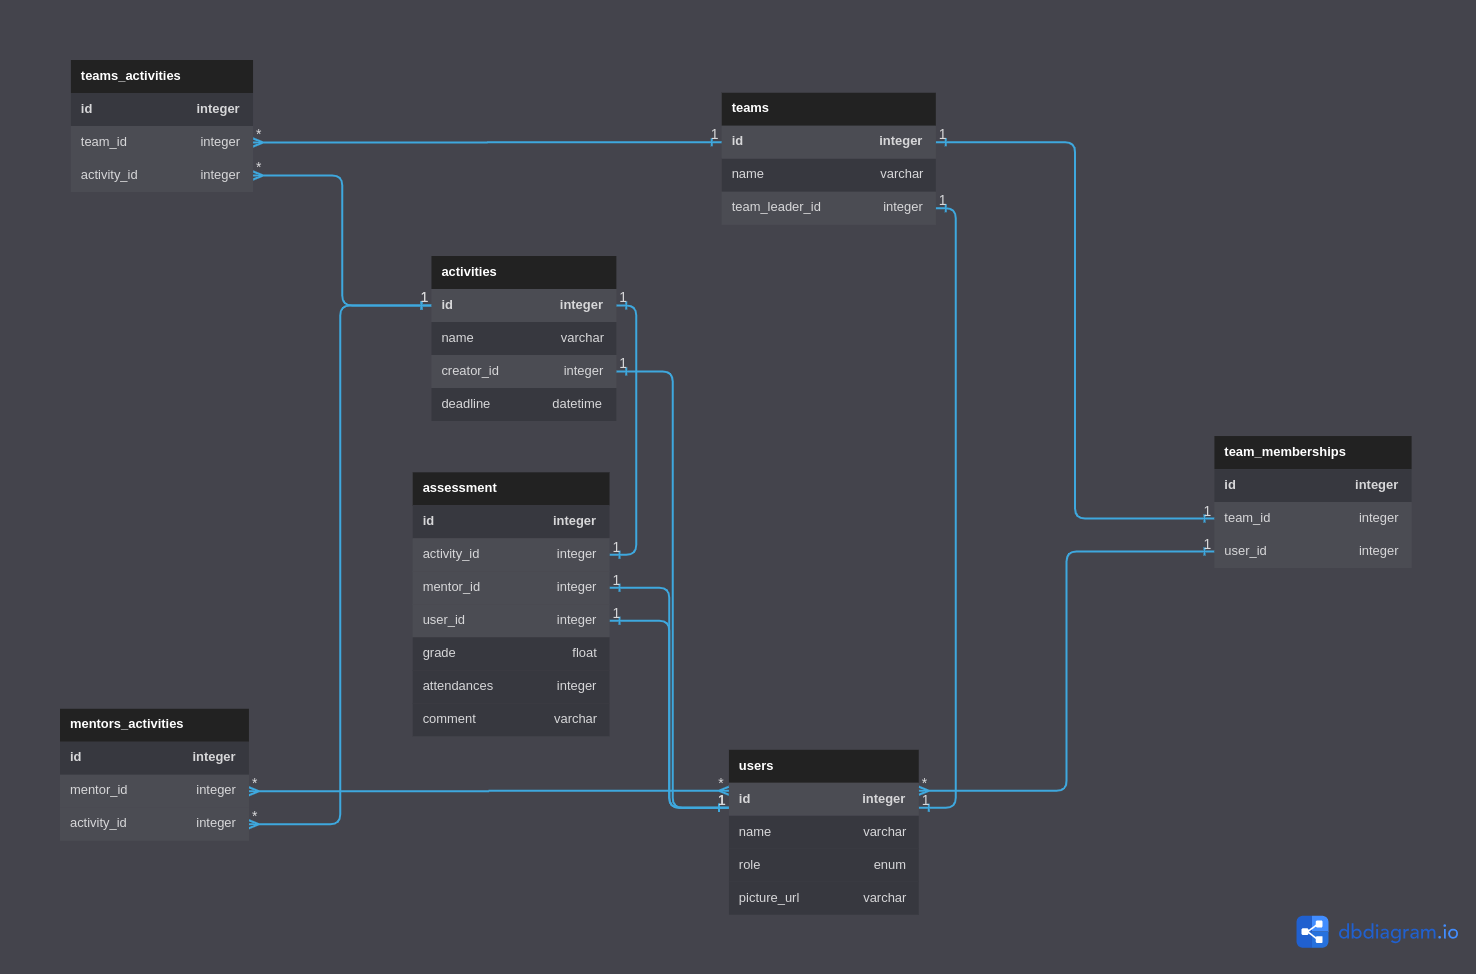 teams_activities
id integer
team_id integer
activity_id integer
*
*
teams
id integer
name varchar
team_leader_id integer
1
1
1
activities
id integer
name varchar
creator_id integer
deadline datetime
1
1
1
assessment
id integer
activity_id integer
mentor_id integer
user_id integer
grade float
attendances integer
comment varchar
1
1
1
team_memberships
id integer
team_id integer
user_id integer
1
1
mentors_activities
id integer
mentor_id integer
activity_id integer
*
*
users
id integer
name varchar
role enum
picture_url varchar
*
1
*
1
dbdiagram.io